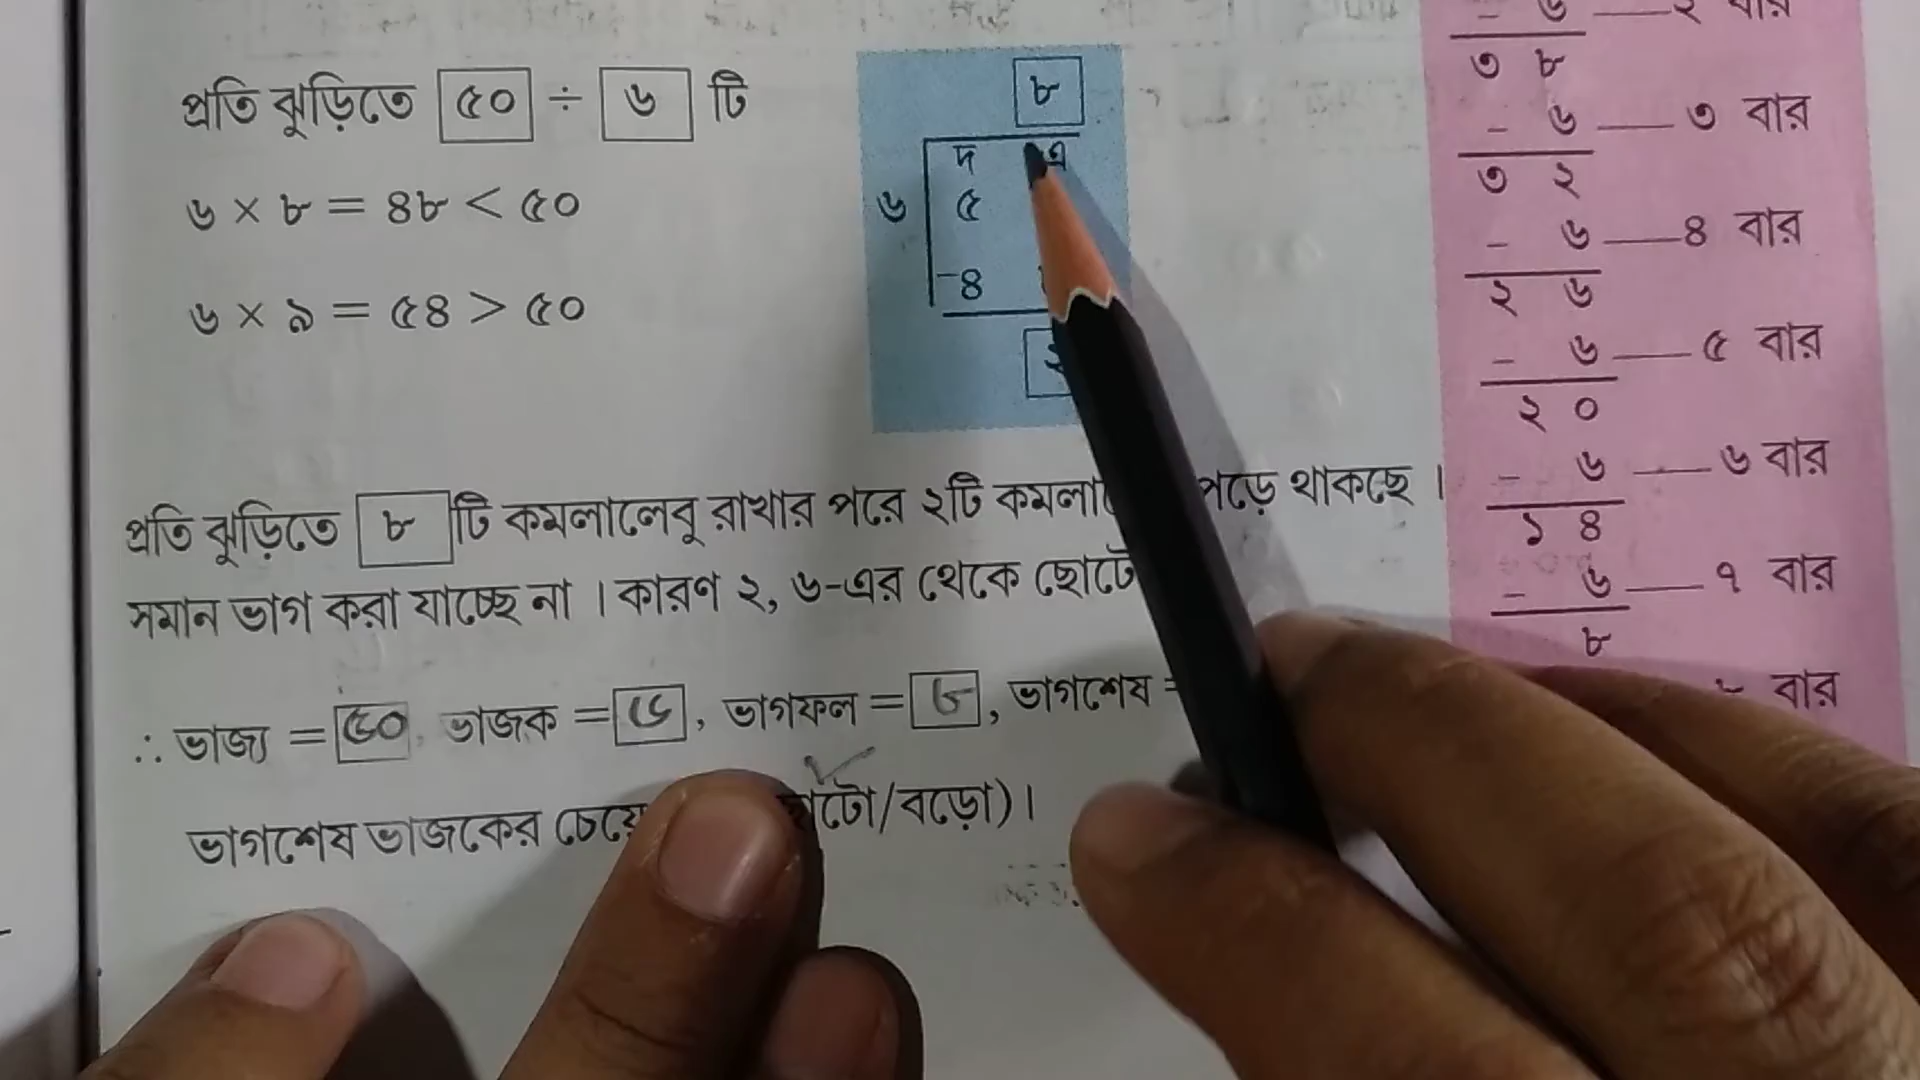 প্রতি ঝুড়িতে ৫০ ÷ ৬ টি
৬ × ৮ = ৪৮ < ৫০
৬ × ৯ = ৫৪ > ৫০
৮
দ এ
৬ ৫
-৪
প্রতি ঝুড়িতে ৮ টি কমলালেবু রাখার পরে ২টি পড়ে থাকছে ।
সমান ভাগ করা যাচ্ছে না । কারণ ২, ৬-এর থেকে ছোটো
∴ ভাজ্য = ৫০, ভাজক = ৬, ভাগফল = ৮, ভাগশেষ =
ভাগশেষ ভাজকের চেয়ে /বড়ো) ।
- ৬ — ২ বার
৩ ৮
- ৬ — ৩ বার
৩ ২
- ৬ — ৪ বার
২ ৬
- ৬ — ৫ বার
২ ০
- ৬ — ৬ বার
১ ৪
- ৬ — ৭ বার
৮
বার